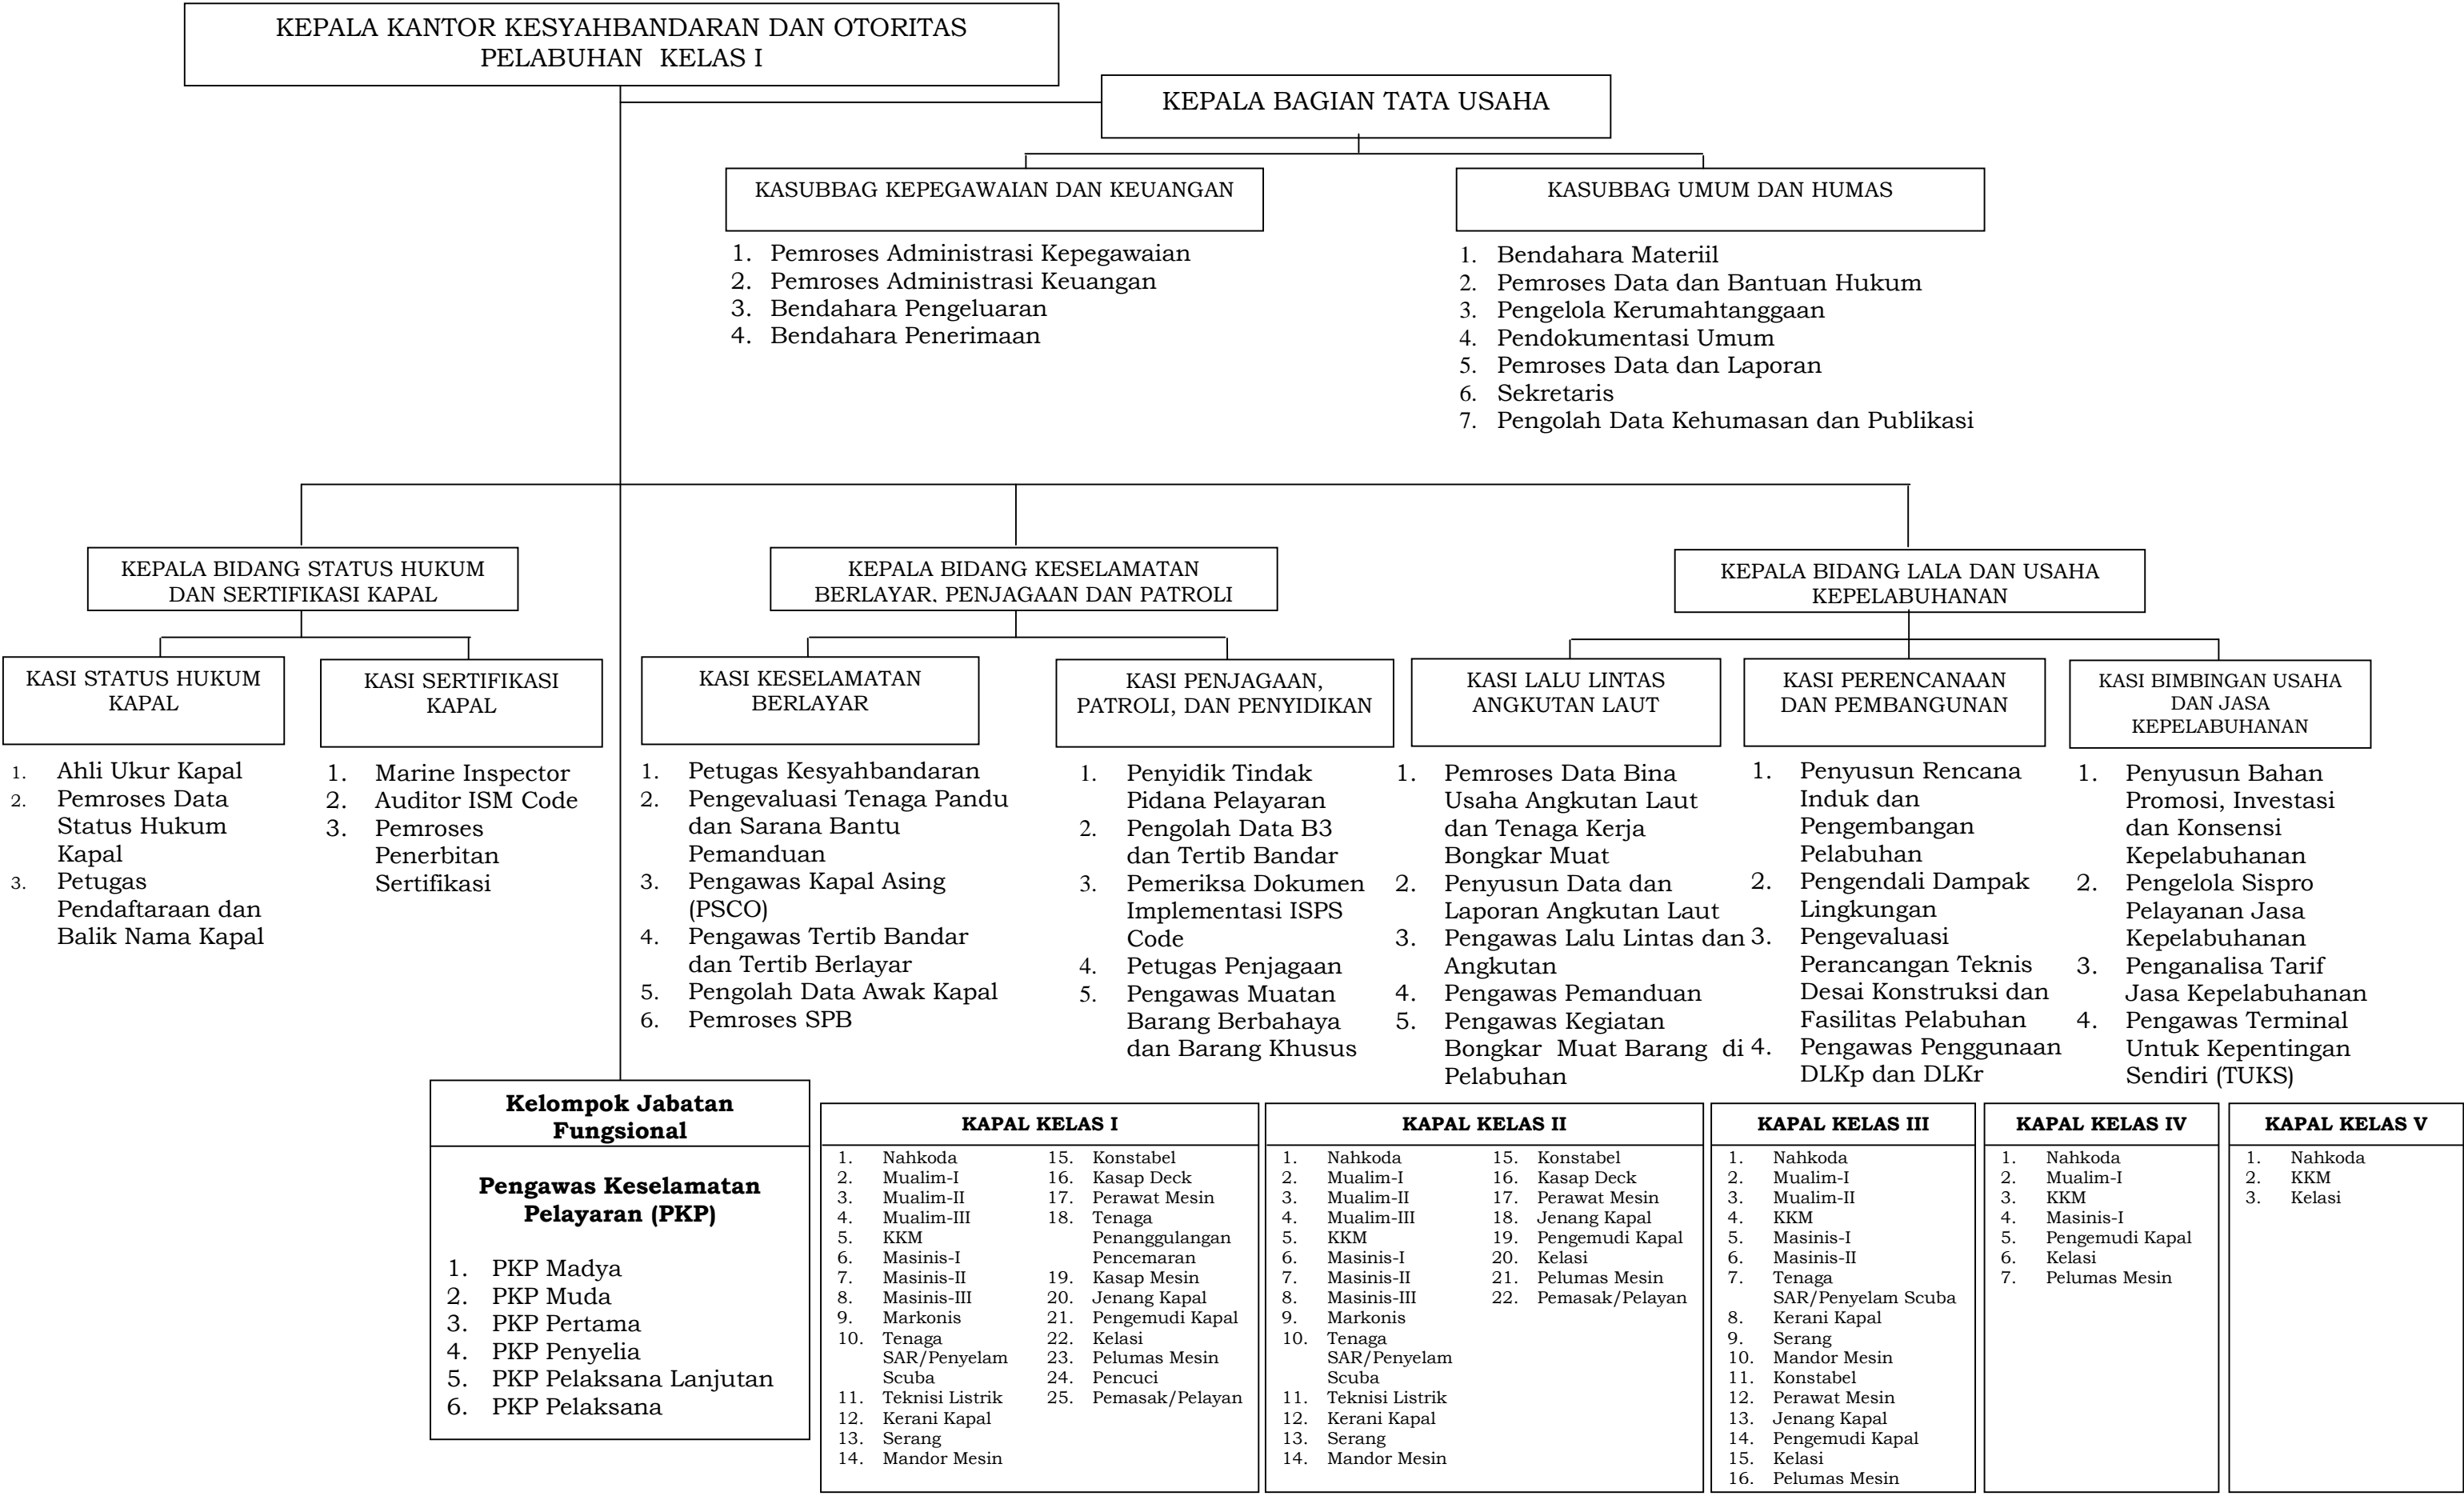 KEPALA KANTOR KESYAHBANDARAN DAN OTORITAS
PELABUHAN KELAS I
KEPALA BAGIAN TATA USAHA
KASUBBAG KEPEGAWAIAN DAN KEUANGAN
1. Pemroses Administrasi Kepegawaian
2. Pemroses Administrasi Keuangan
3. Bendahara Pengeluaran
4. Bendahara Penerimaan
KASUBBAG UMUM DAN HUMAS
1. Bendahara Materiil
2. Pemroses Data dan Bantuan Hukum
3. Pengelola Kerumahtanggaan
4. Pendokumentasi Umum
5. Pemroses Data dan Laporan
6. Sekretaris
7. Pengolah Data Kehumasan dan Publikasi
KEPALA BIDANG STATUS HUKUM
DAN SERTIFIKASI KAPAL
KEPALA BIDANG KESELAMATAN
BERLAYAR, PENJAGAAN DAN PATROLI
KEPALA BIDANG LALA DAN USAHA
KEPELABUHANAN
KASI STATUS HUKUM
KAPAL
1. Ahli Ukur Kapal
2. Pemroses Data
Status Hukum
Kapal
3. Petugas
Pendaftaraan dan
Balik Nama Kapal
KASI SERTIFIKASI
KAPAL
1. Marine Inspector
2. Auditor ISM Code
3. Pemroses
Penerbitan
Sertifikasi
KASI KESELAMATAN
BERLAYAR
1. Petugas Kesyahbandaran
2. Pengevaluasi Tenaga Pandu
dan Sarana Bantu
Pemanduan
3. Pengawas Kapal Asing
(PSCO)
4. Pengawas Tertib Bandar
dan Tertib Berlayar
5. Pengolah Data Awak Kapal
6. Pemroses SPB
KASI PENJAGAAN,
PATROLI, DAN PENYIDIKAN
1. Penyidik Tindak
Pidana Pelayaran
2. Pengolah Data B3
dan Tertib Bandar
3. Pemeriksa Dokumen
Implementasi ISPS
Code
4. Petugas Penjagaan
5. Pengawas Muatan
Barang Berbahaya
dan Barang Khusus
KASI LALU LINTAS
ANGKUTAN LAUT
1. Pemroses Data Bina
Usaha Angkutan Laut
dan Tenaga Kerja
Bongkar Muat
2. Penyusun Data dan
Laporan Angkutan Laut
3. Pengawas Lalu Lintas dan
Angkutan
4. Pengawas Pemanduan
5. Pengawas Kegiatan
Bongkar Muat Barang di
Pelabuhan
KASI PERENCANAAN
DAN PEMBANGUNAN
1. Penyusun Rencana
Induk dan
Pengembangan
Pelabuhan
2. Pengendali Dampak
Lingkungan
3. Pengevaluasi
Perancangan Teknis
Desai Konstruksi dan
Fasilitas Pelabuhan
4. Pengawas Penggunaan
DLKp dan DLKr
KASI BIMBINGAN USAHA
DAN JASA
KEPELABUHANAN
1. Penyusun Bahan
Promosi, Investasi
dan Konsensi
Kepelabuhanan
2. Pengelola Sispro
Pelayanan Jasa
Kepelabuhanan
3. Penganalisa Tarif
Jasa Kepelabuhanan
4. Pengawas Terminal
Untuk Kepentingan
Sendiri (TUKS)
Kelompok Jabatan
Fungsional
Pengawas Keselamatan
Pelayaran (PKP)
1. PKP Madya
2. PKP Muda
3. PKP Pertama
4. PKP Penyelia
5. PKP Pelaksana Lanjutan
6. PKP Pelaksana
KAPAL KELAS I
1. Nahkoda
2. Mualim-I
3. Mualim-II
4. Mualim-III
5. KKM
6. Masinis-I
7. Masinis-II
8. Masinis-III
9. Markonis
10. Tenaga
SAR/Penyelam
Scuba
11. Teknisi Listrik
12. Kerani Kapal
13. Serang
14. Mandor Mesin
15. Konstabel
16. Kasap Deck
17. Perawat Mesin
18. Tenaga
Penanggulangan
Pencemaran
19. Kasap Mesin
20. Jenang Kapal
21. Pengemudi Kapal
22. Kelasi
23. Pelumas Mesin
24. Pencuci
25. Pemasak/Pelayan
KAPAL KELAS II
1. Nahkoda
2. Mualim-I
3. Mualim-II
4. Mualim-III
5. KKM
6. Masinis-I
7. Masinis-II
8. Masinis-III
9. Markonis
10. Tenaga
SAR/Penyelam
Scuba
11. Teknisi Listrik
12. Kerani Kapal
13. Serang
14. Mandor Mesin
15. Konstabel
16. Kasap Deck
17. Perawat Mesin
18. Jenang Kapal
19. Pengemudi Kapal
20. Kelasi
21. Pelumas Mesin
22. Pemasak/Pelayan
KAPAL KELAS III
1. Nahkoda
2. Mualim-I
3. Mualim-II
4. KKM
5. Masinis-I
6. Masinis-II
7. Tenaga
SAR/Penyelam Scuba
8. Kerani Kapal
9. Serang
10. Mandor Mesin
11. Konstabel
12. Perawat Mesin
13. Jenang Kapal
14. Pengemudi Kapal
15. Kelasi
16. Pelumas Mesin
KAPAL KELAS IV
1. Nahkoda
2. Mualim-I
3. KKM
4. Masinis-I
5. Pengemudi Kapal
6. Kelasi
7. Pelumas Mesin
KAPAL KELAS V
1. Nahkoda
2. KKM
3. Kelasi